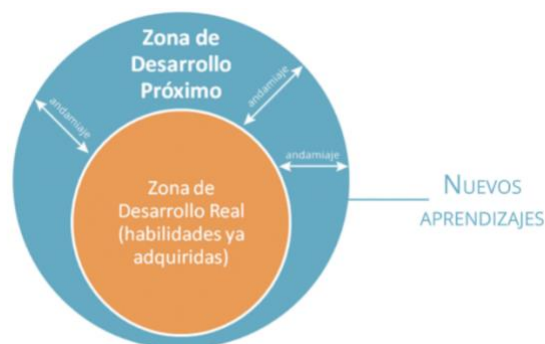 Zona de
Desarrollo
Próximo
andamiaje
andamiaje
andamiaje
Zona de
Desarrollo Real
(habilidades ya
adquiridas)
NUEVOS
APRENDIZAJES